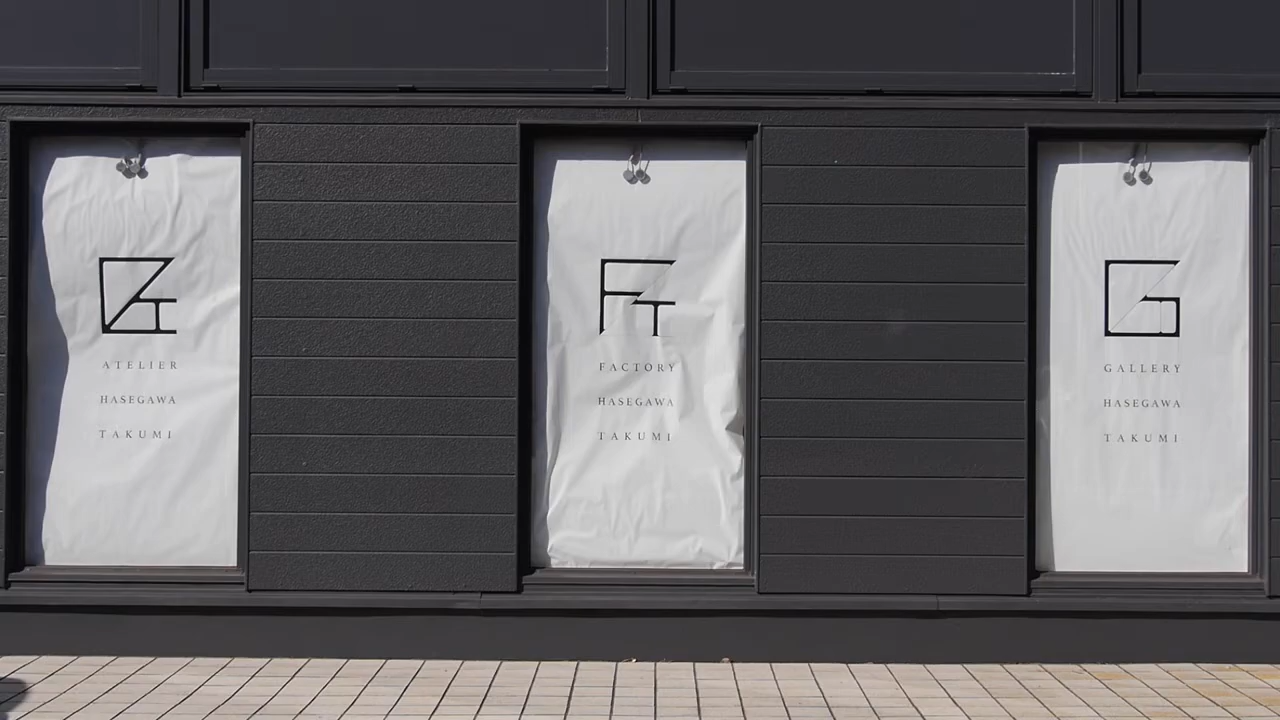 ATELIER
HASEGAWA
TAKUMI
FACTORY
HASEGAWA
TAKUMI
GALLERY
HASEGAWA
TAKUMI